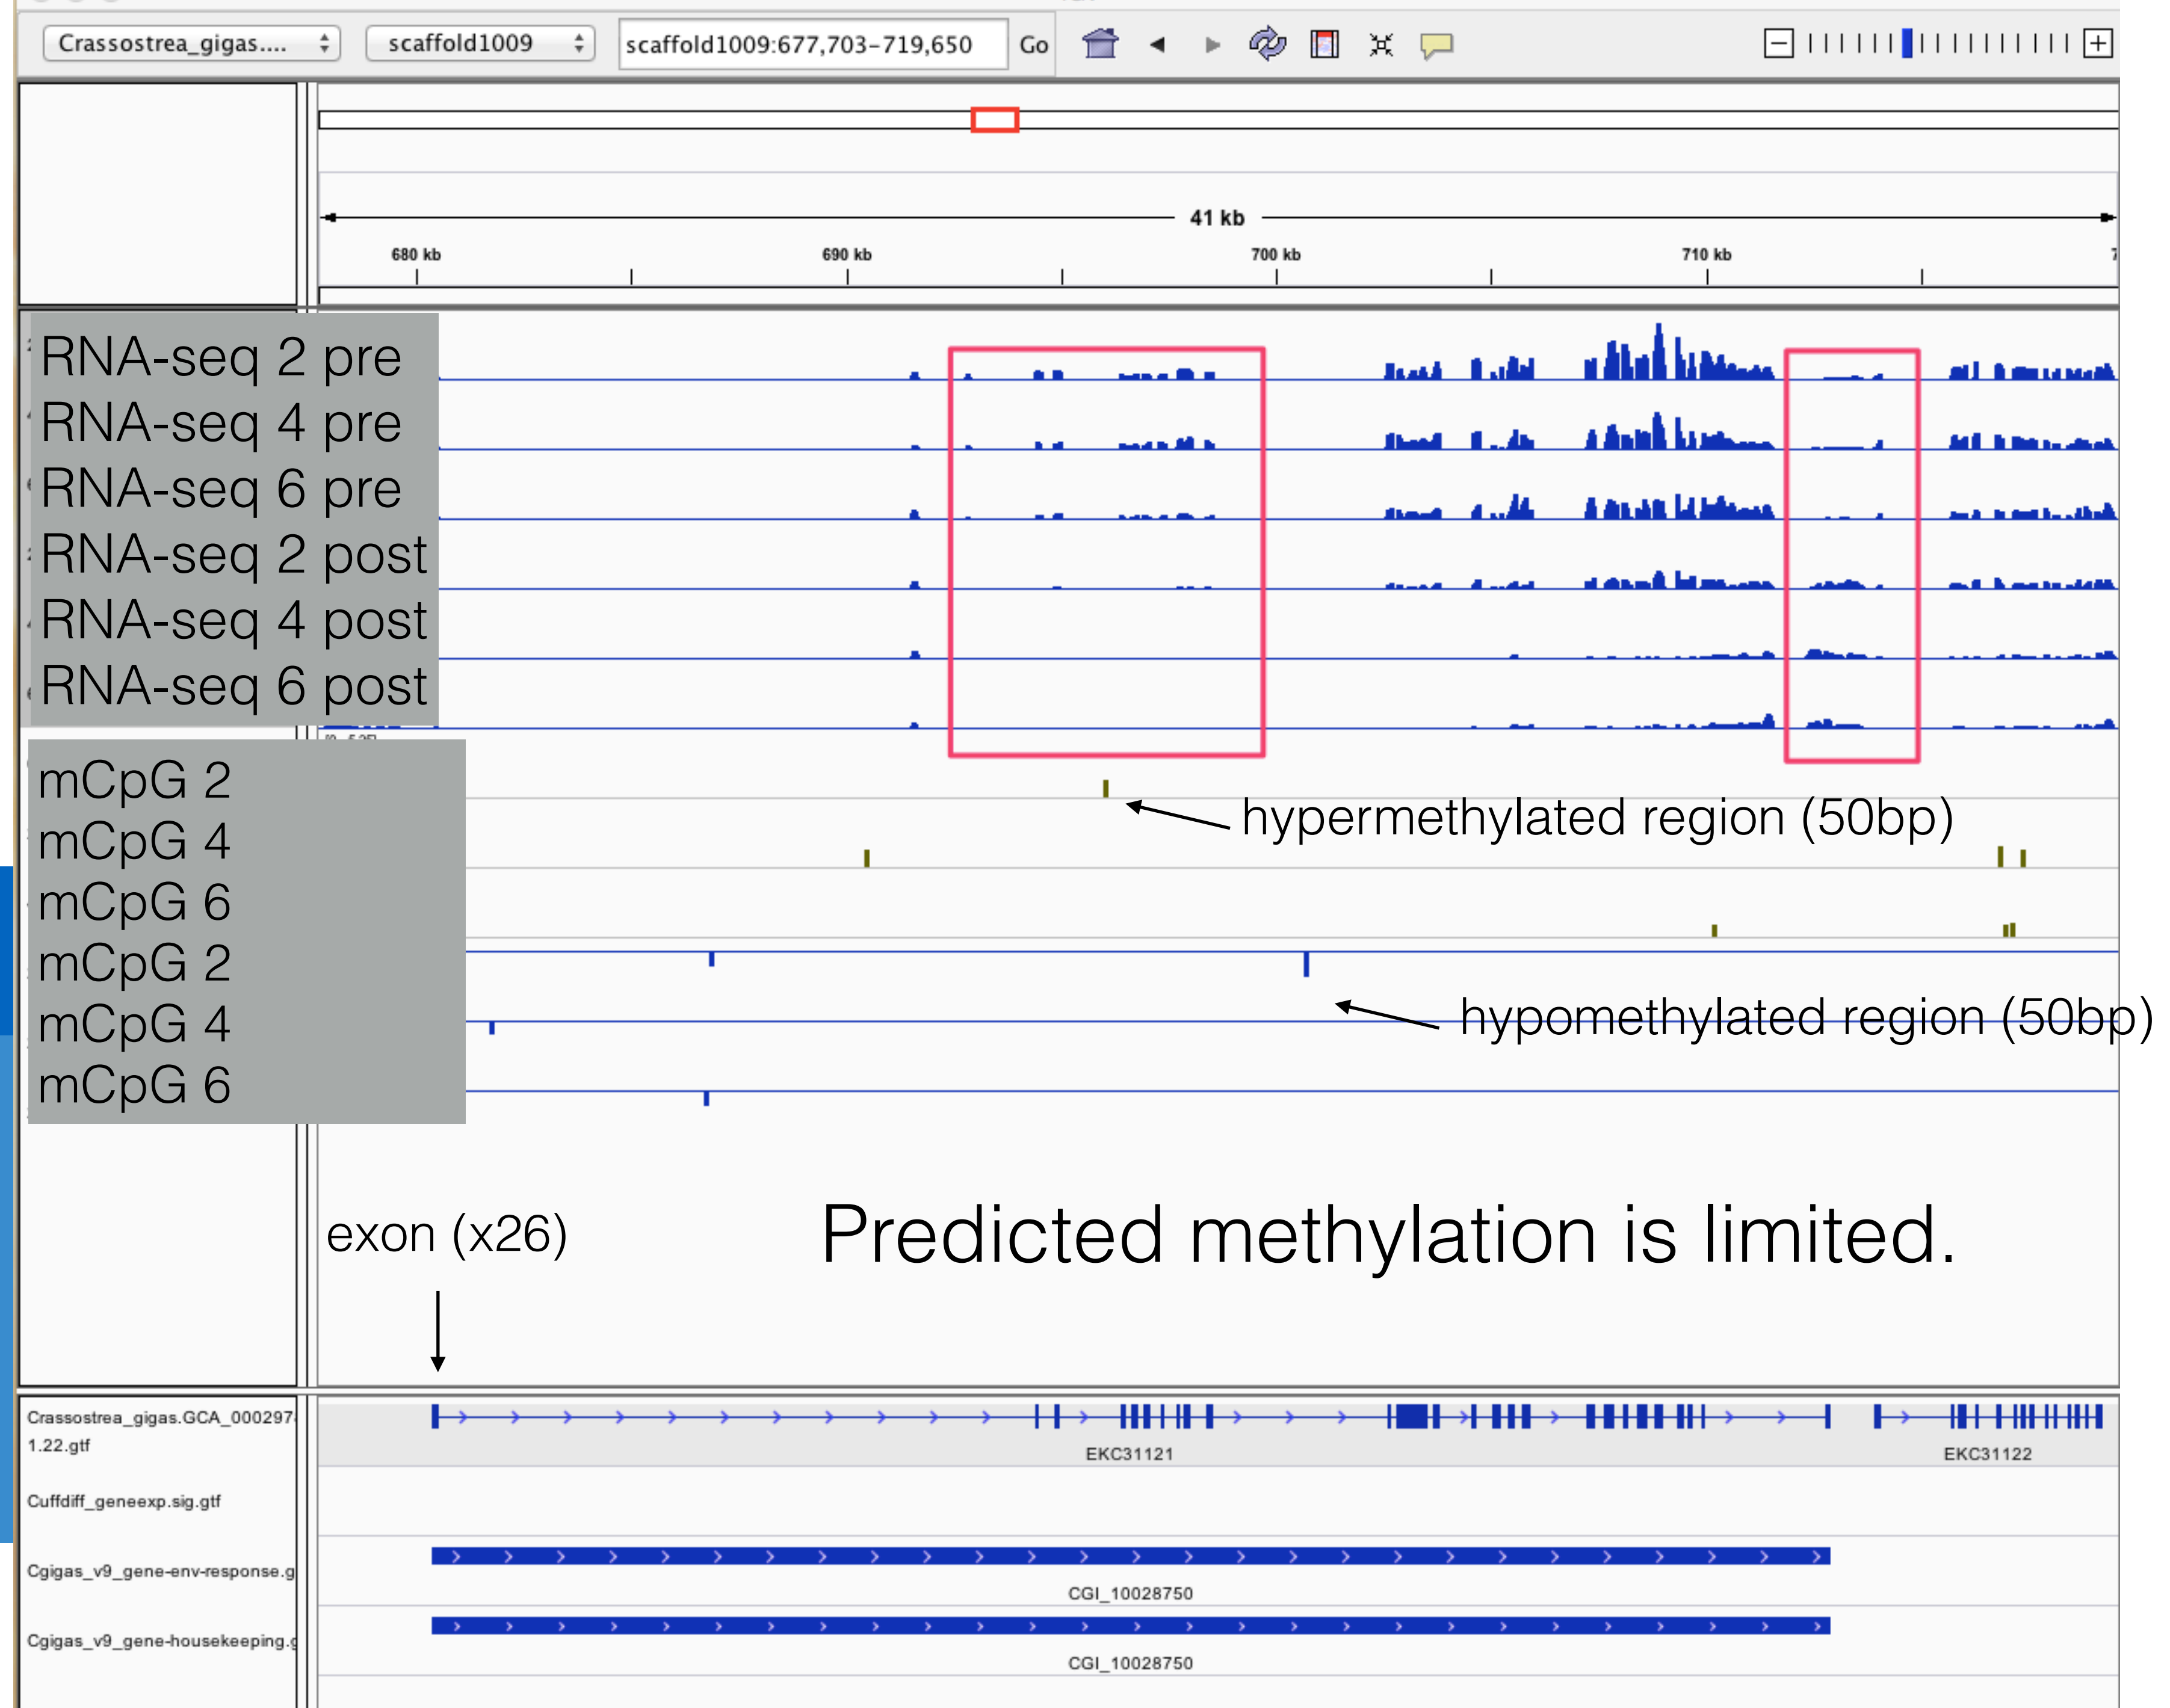 Crassostrea_gigas....
scaffold1009
scaffold1009:677,703-719,650
Go
41 kb
680 kb
690 kb
700 kb
710 kb
RNA-seq 2 pre
RNA-seq 4 pre
RNA-seq 6 pre
RNA-seq 2 post
RNA-seq 4 post
RNA-seq 6 post
mCpG 2
mCpG 4
mCpG 6
mCpG 2
mCpG 4
mCpG 6
hypermethylated region (50bp)
hypomethylated region (50bp)
exon (x26)
Predicted methylation is limited.
Crassostrea_gigas.GCA_000297
1.22.gtf
EKC31121
EKC31122
Cuffdiff_geneexp.sig.gtf
Cgigas_v9_gene-env-response.g
CGI_10028750
Cgigas_v9_gene-housekeeping.g
CGI_10028750